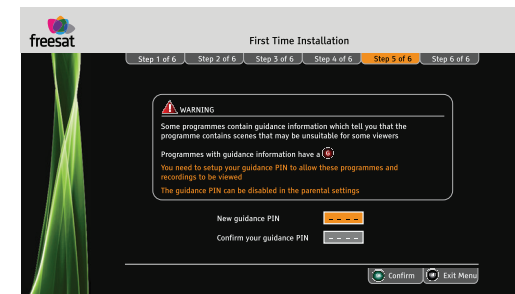 freesat
First Time Installation
Step 1 of 6 Step 2 of 6 Step 3 of 6 Step 4 of 6 Step 5 of 6 Step 6 of 6
WARNING
Some programmes contain guidance information which tell you that the
programme contains scenes that may be unsuitable for some viewers
Programmes with guidance information have a G
You need to setup your guidance PIN to allow these programmes and
recordings to be viewed
The guidance PIN can be disabled in the parental settings
New guidance PIN _ _ _ _
Confirm your guidance PIN _ _ _ _
Confirm Exit Menu